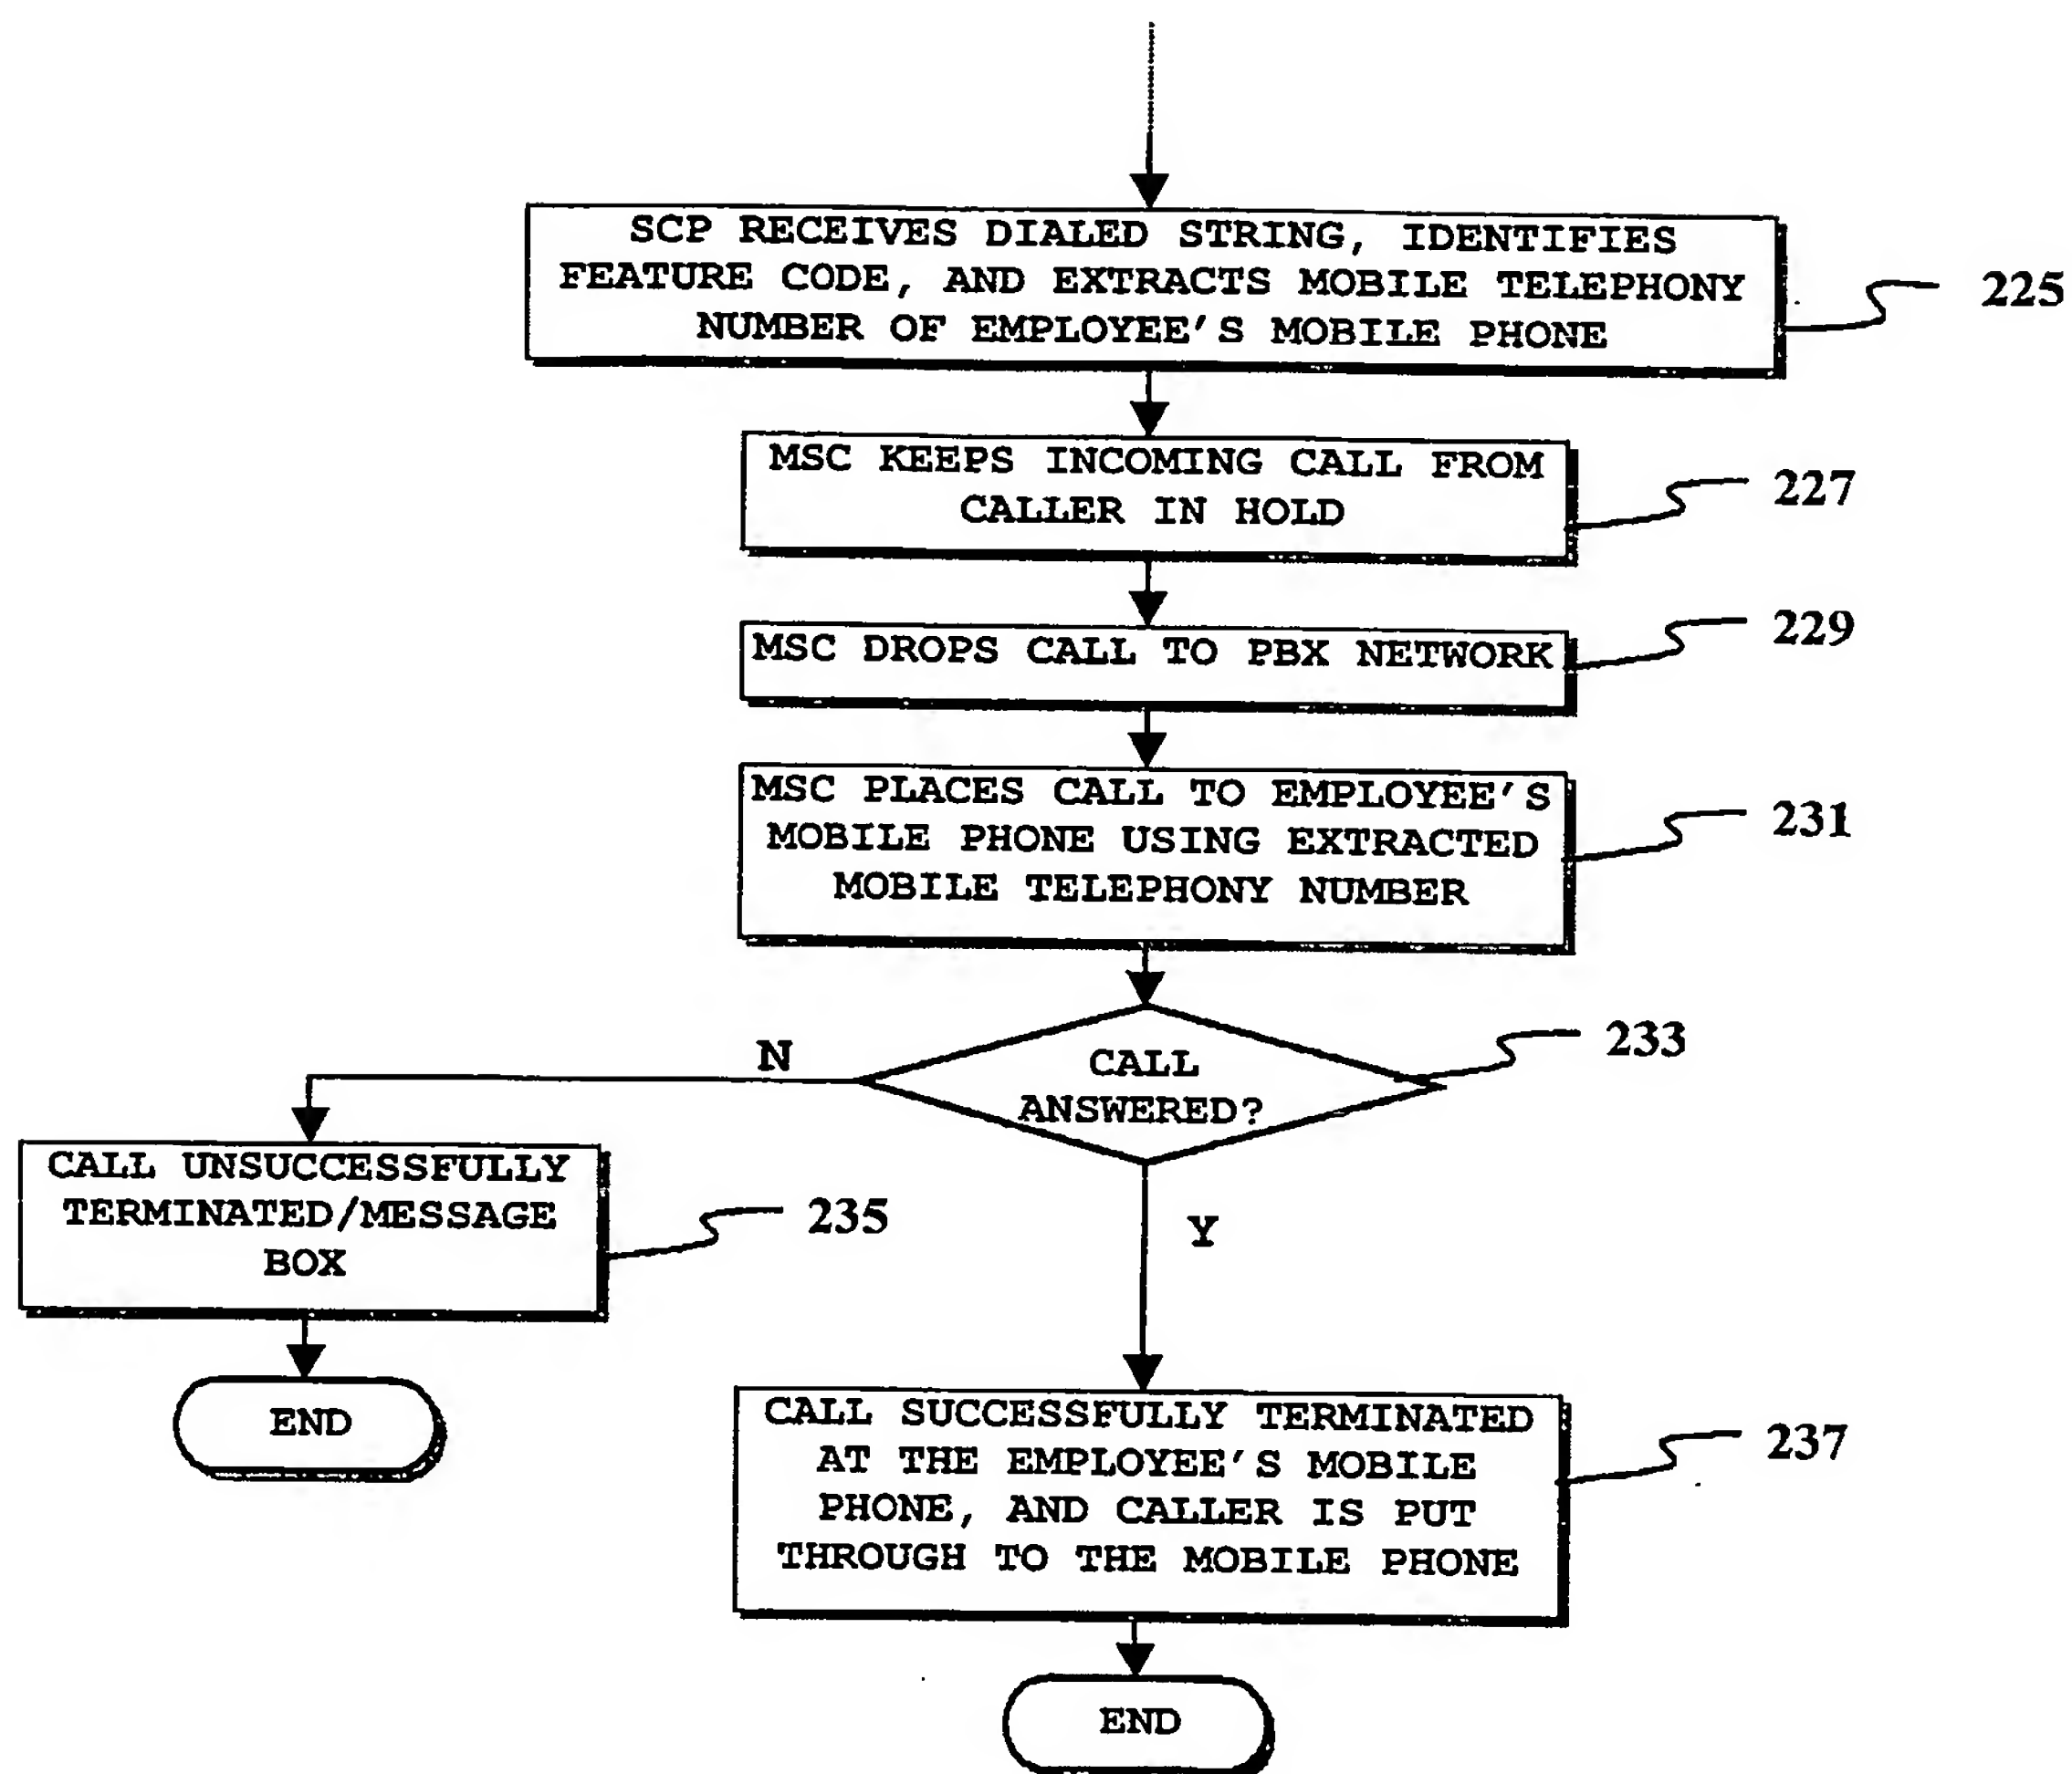 SCP RECEIVES DIALED STRING, IDENTIFIES
FEATURE CODE, AND EXTRACTS MOBILE TELEPHONY
NUMBER OF EMPLOYEE'S MOBILE PHONE
225
MSC KEEPS INCOMING CALL FROM
CALLER IN HOLD
227
MSC DROPS CALL TO PBX NETWORK
229
MSC PLACES CALL TO EMPLOYEE'S
MOBILE PHONE USING EXTRACTED
MOBILE TELEPHONY NUMBER
231
CALL
ANSWERED?
233
N
CALL UNSUCCESSFULLY
TERMINATED/MESSAGE
BOX
235
Y
END
CALL SUCCESSFULLY TERMINATED
AT THE EMPLOYEE'S MOBILE
PHONE, AND CALLER IS PUT
THROUGH TO THE MOBILE PHONE
237
END